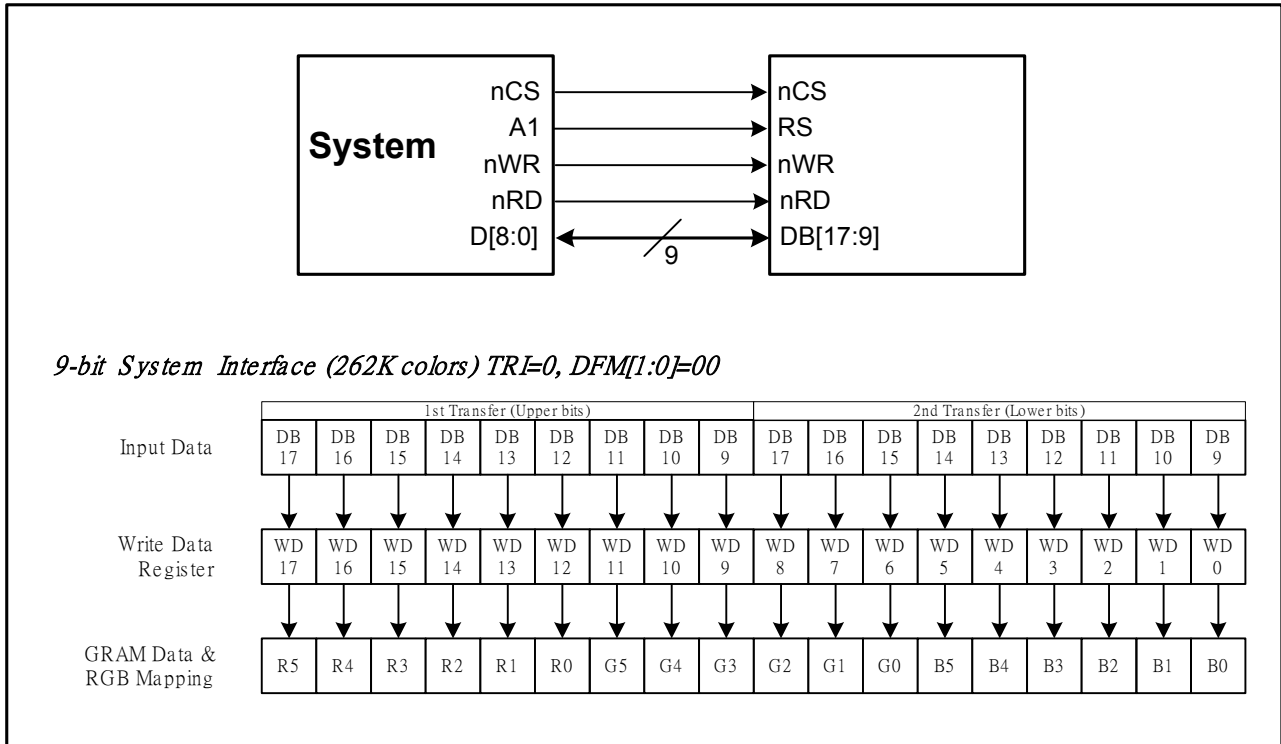 nCS nCS
System A1 RS
nWR nWR
nRD nRD
D[8:0] DB[17:9]
9
9-bit System Interface (262K colors) TRI=0, DFM[1:0]=00
1st Transfer (Upper bits) 2nd Transfer (Lower bits)
Input Data DB 17 DB 16 DB 15 DB 14 DB 13 DB 12 DB 11 DB 10 DB 9 DB 17 DB 16 DB 15 DB 14 DB 13 DB 12 DB 11 DB 10 DB 9
Write Data Register WD 17 WD 16 WD 15 WD 14 WD 13 WD 12 WD 11 WD 10 WD 9 WD 8 WD 7 WD 6 WD 5 WD 4 WD 3 WD 2 WD 1 WD 0
GRAM Data & RGB Mapping R5 R4 R3 R2 R1 R0 G5 G4 G3 G2 G1 G0 B5 B4 B3 B2 B1 B0